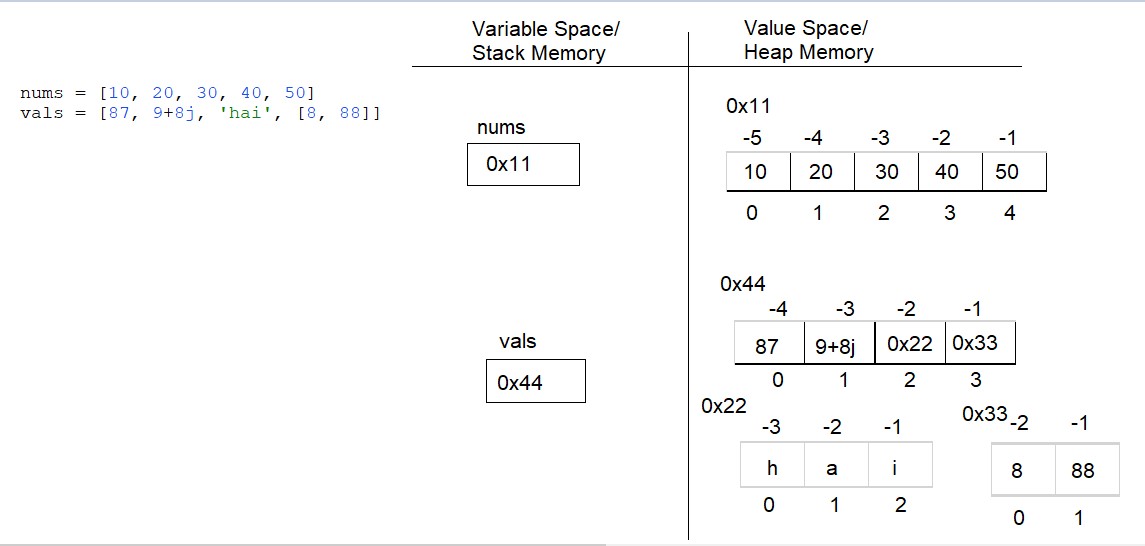 Variable Space/
Stack Memory
Value Space/
Heap Memory
nums = [10, 20, 30, 40, 50]
vals = [87, 9+8j, 'hai', [8, 88]]
nums
0x11
0x11
-5 -4 -3 -2 -1
10 20 30 40 50
0 1 2 3 4
vals
0x44
0x44
-4 -3 -2 -1
87 9+8j 0x22 0x33
0 1 2 3
0x22
-3 -2 -1
h a i
0 1 2
0x33
-2 -1
8 88
0 1